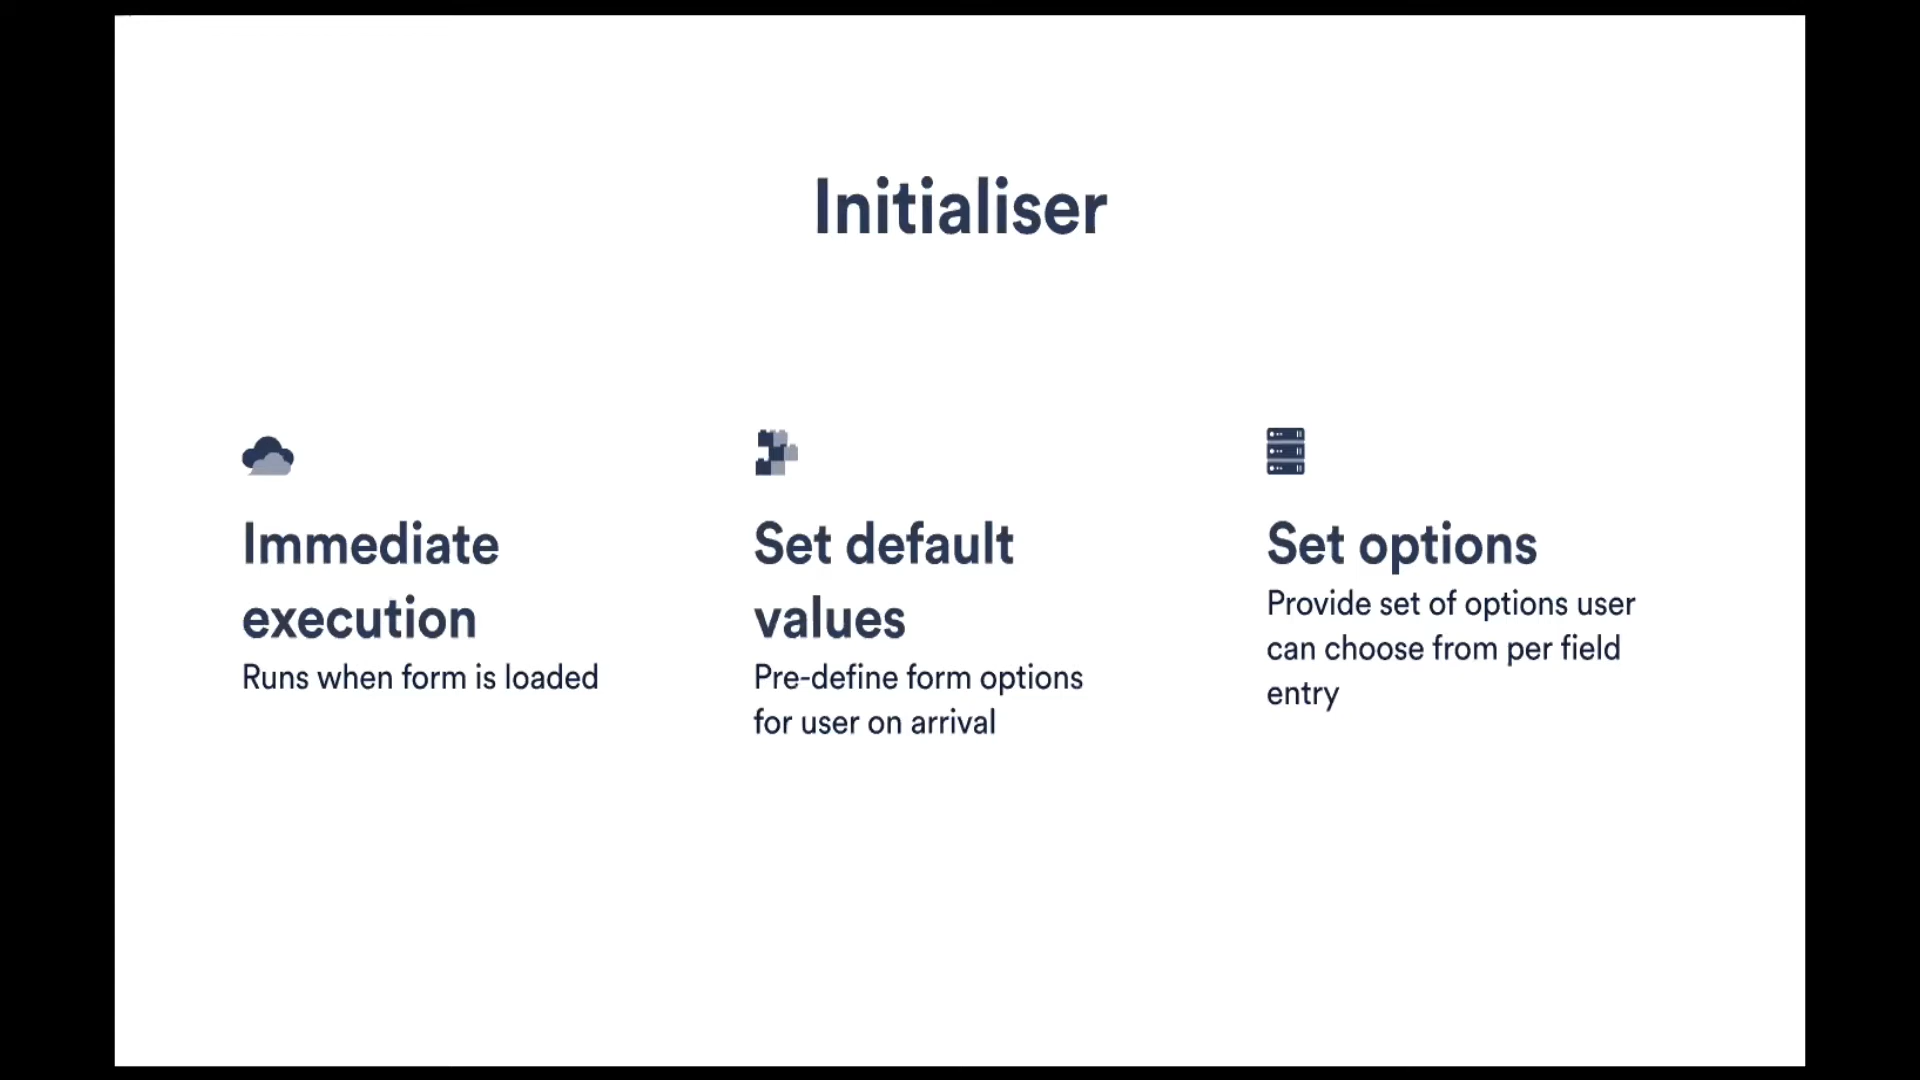 Initialiser
Immediate
execution
Runs when form is loaded
Set default
values
Pre-define form options
for user on arrival
Set options
Provide set of options user
can choose from per field
entry